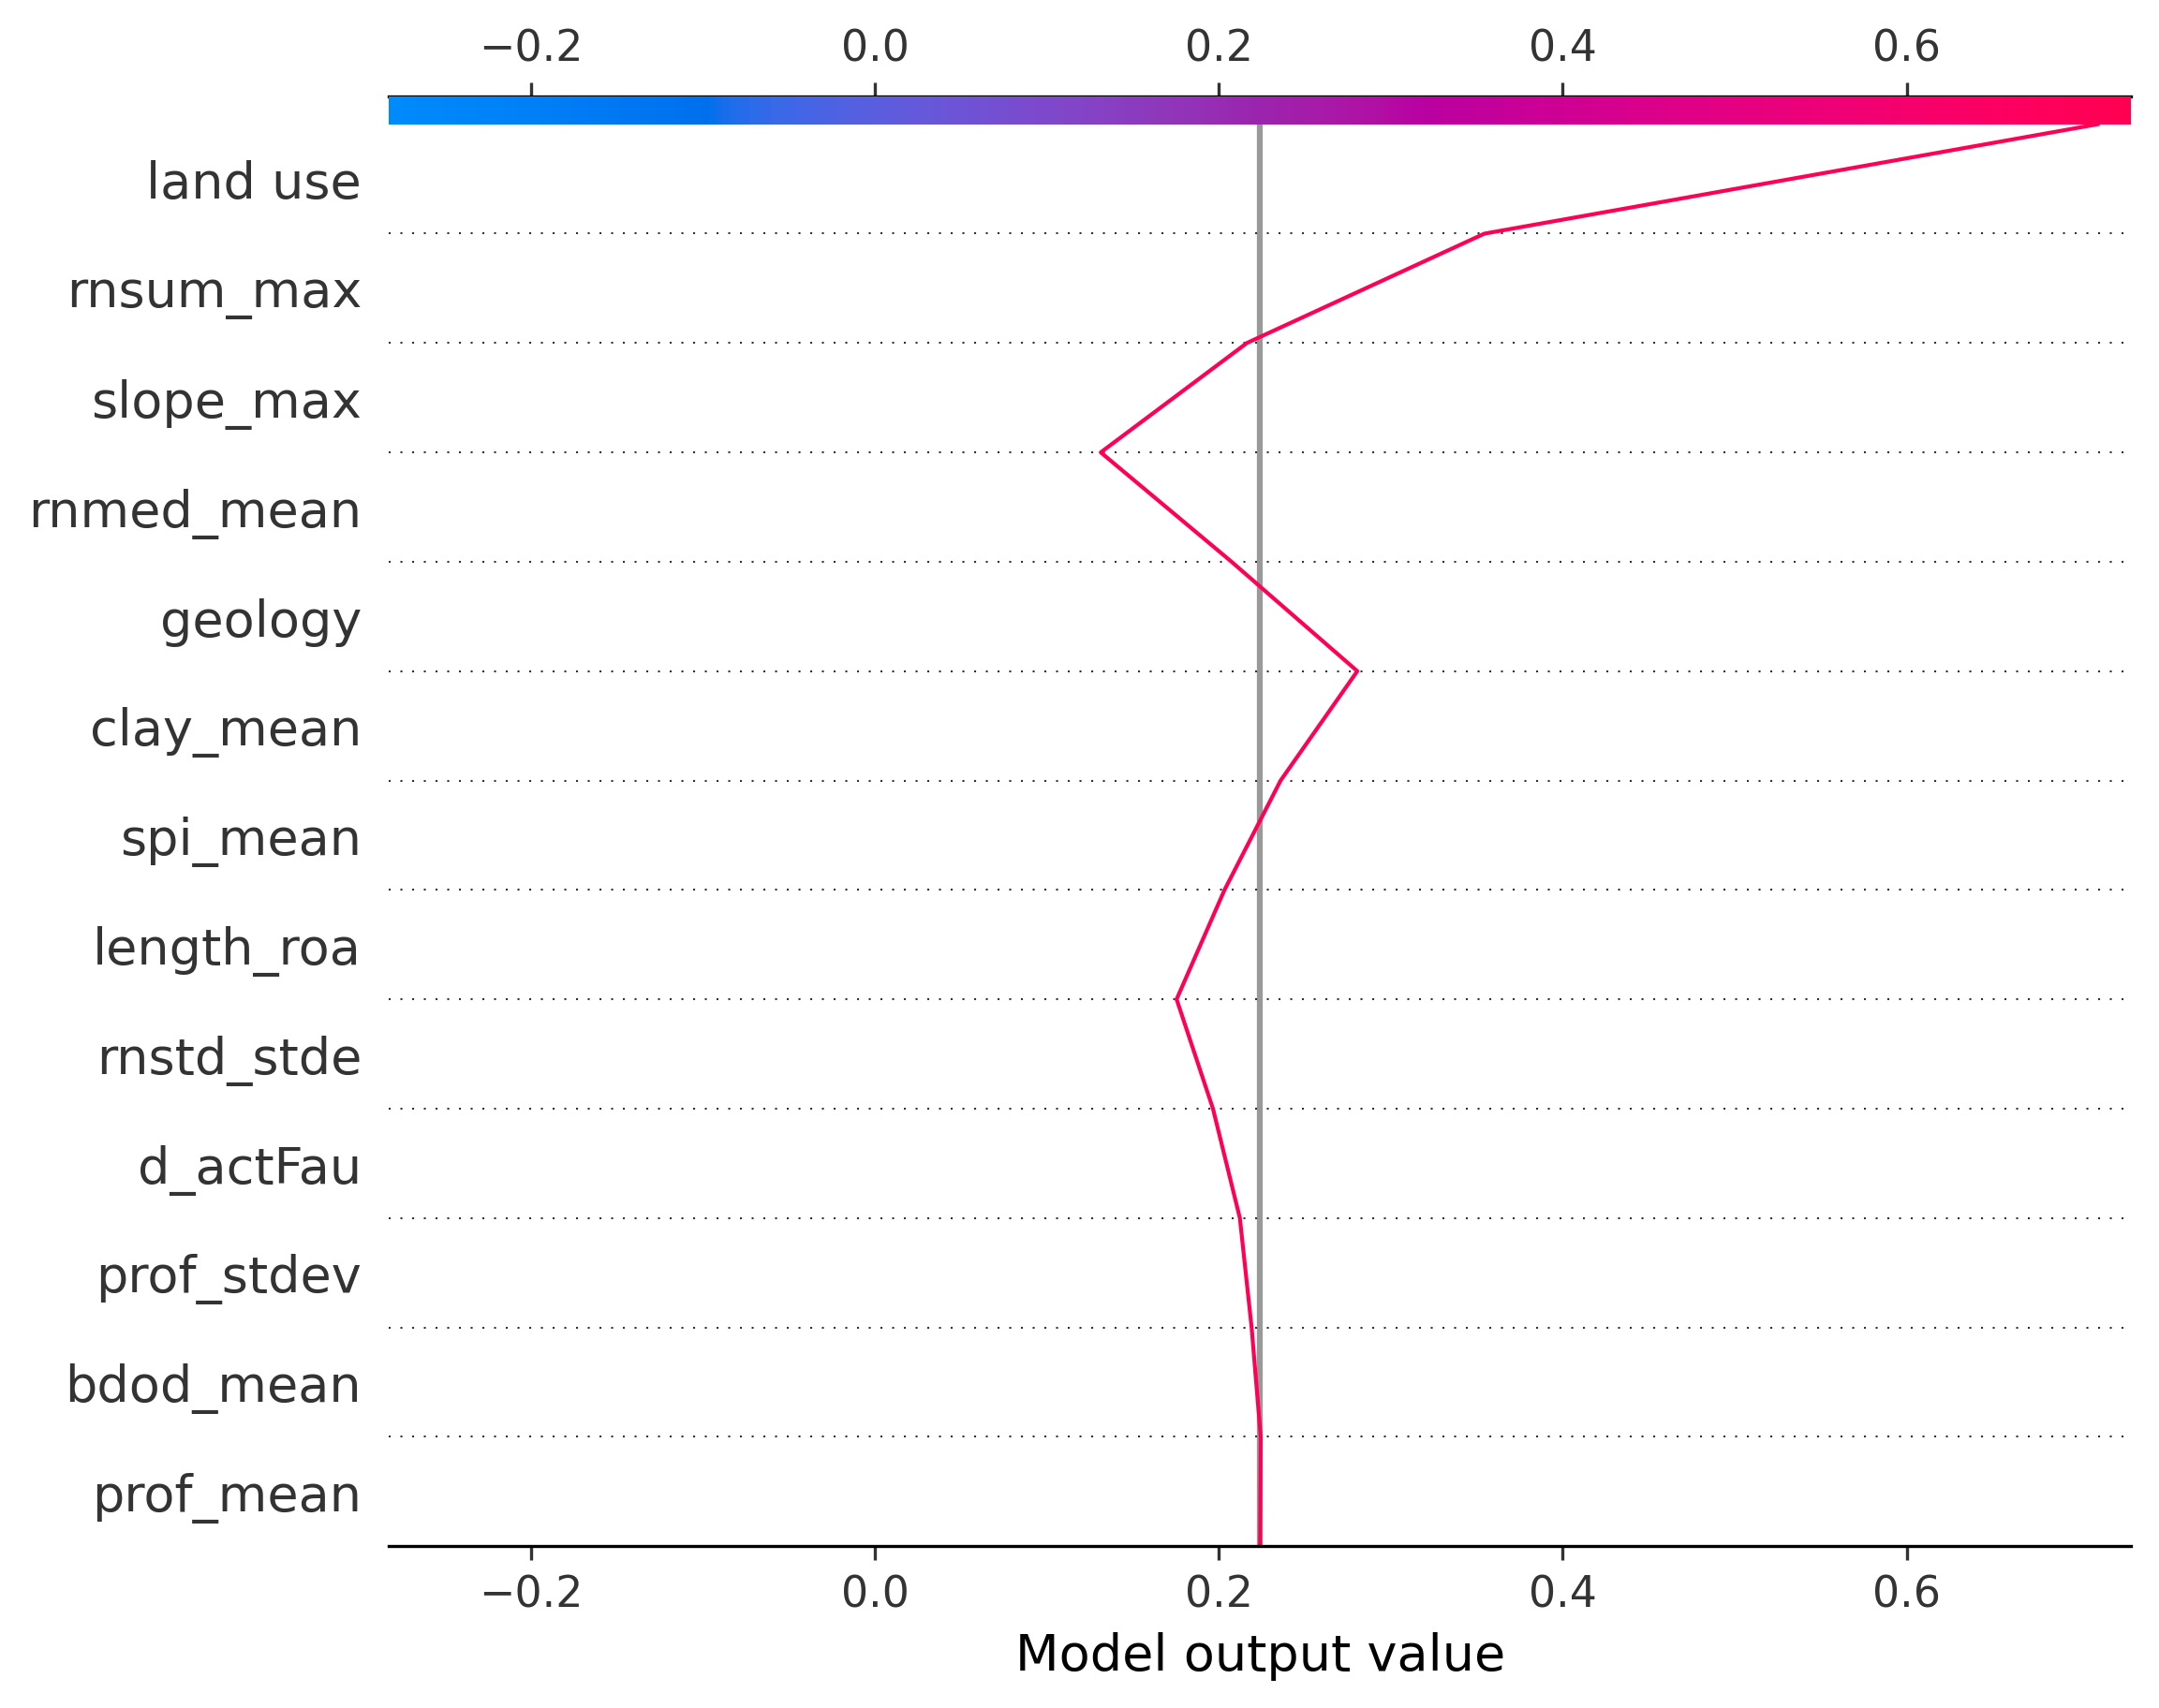 −0.2 0.0 0.2 0.4 0.6
land use
rnsum_max
slope_max
rnmed_mean
geology
clay_mean
spi_mean
length_roa
rnstd_stde
d_actFau
prof_stdev
bdod_mean
prof_mean
−0.2 0.0 0.2 0.4 0.6
Model output value